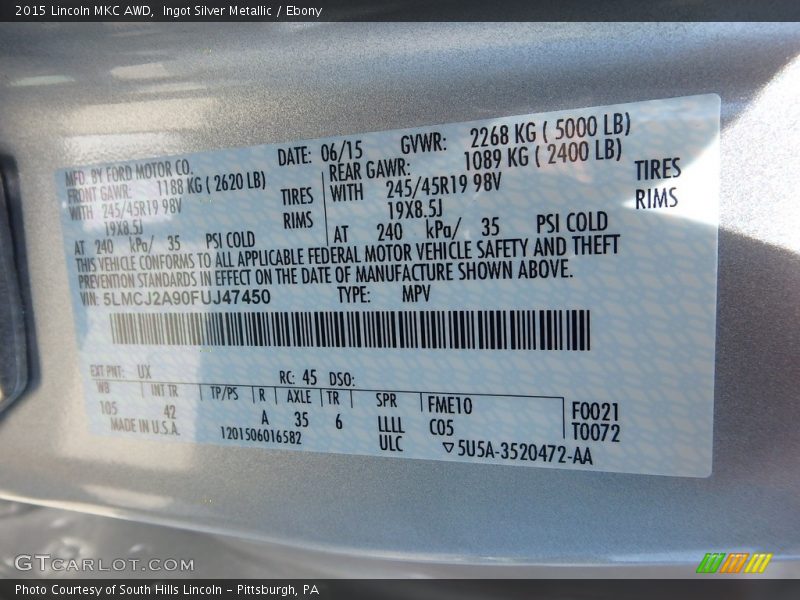 2015 Lincoln MKC AWD,  Ingot Silver Metallic / Ebony
MFD. BY FORD MOTOR CO.
DATE: 06/15
GVWR: 2268 KG ( 5000 LB)
FRONT GAWR: 1188 KG ( 2620 LB)
REAR GAWR: 1089 KG ( 2400 LB)
WITH 245/45R19 98V TIRES
WITH 245/45R19 98V TIRES
19X8.5J RIMS
19X8.5J RIMS
AT 240 kPa/ 35 PSI COLD
AT 240 kPa/ 35 PSI COLD
THIS VEHICLE CONFORMS TO ALL APPLICABLE FEDERAL MOTOR VEHICLE SAFETY AND THEFT
PREVENTION STANDARDS IN EFFECT ON THE DATE OF MANUFACTURE SHOWN ABOVE.
VIN: 5LMCJ2A90FUJ47450
TYPE: MPV
EXT PNT: UX
RC: 45 DSO:
WB INT TR TP/PS R AXLE TR SPR FME10
105 42 A 35 6 LLLL C05
F0021
MADE IN U.S.A. 1201506016582 ULC
T0072
▽5U5A-3520472-AA
GTCARLOT.COM
Photo Courtesy of South Hills Lincoln - Pittsburgh, PA